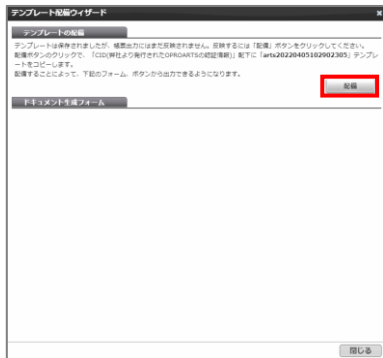 テンプレート配備ウィザード
テンプレートの配備
テンプレートは保存されましたが、帳票出力にはまだ反映されません。反映するには「配備」ボタンをクリックしてください。
配備ボタンのクリックで、「CID(弊社より発行されたOPROARTSの認証情報)」配下に「arts20220405102902305」テンプレ
ートをコピーします。
配備することによって、下記のフォーム、ボタンから出力できるようになります。
配備
ドキュメント生成フォーム
閉じる